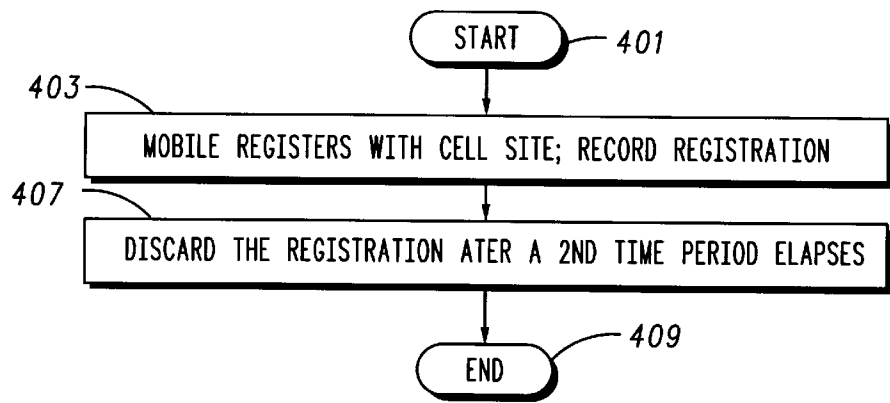 START
401
403
MOBILE REGISTERS WITH CELL SITE; RECORD REGISTRATION
407
DISCARD THE REGISTRATION ATER A 2ND TIME PERIOD ELAPSES
409
END